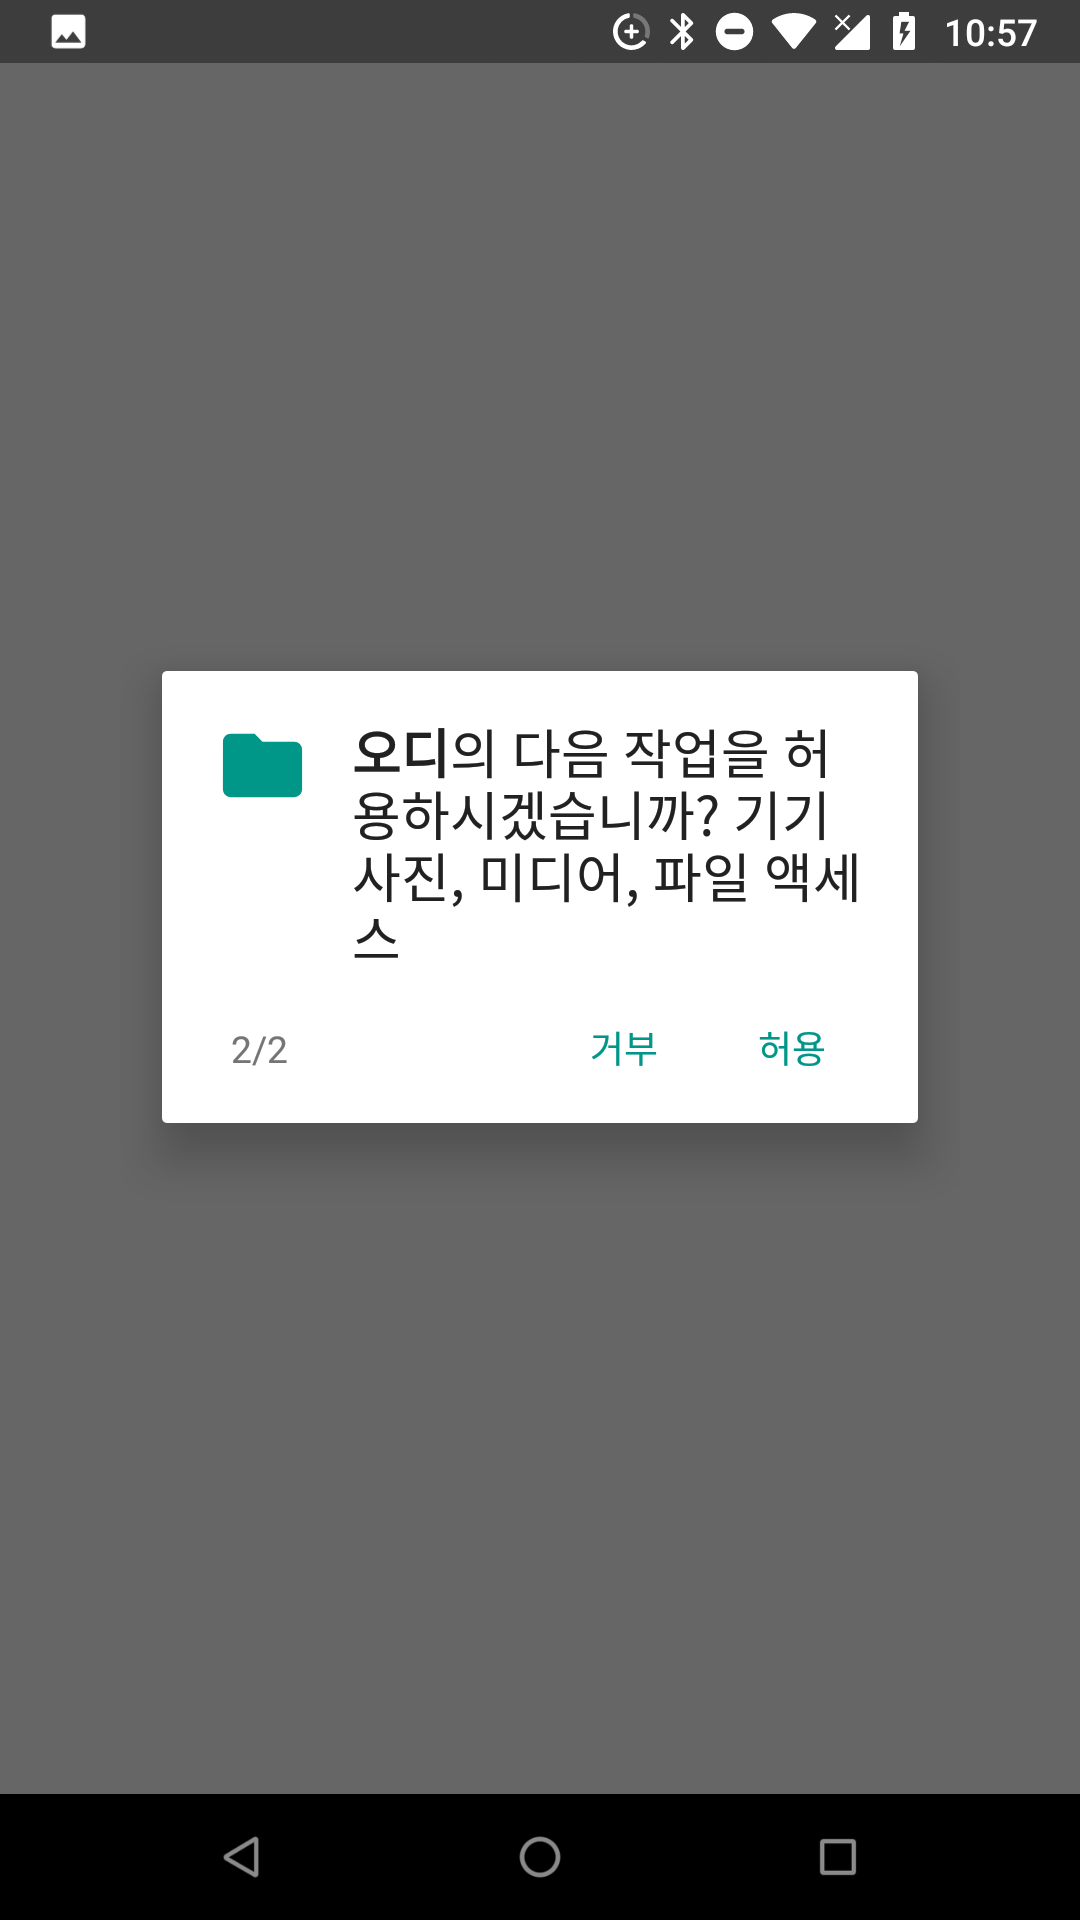 10:57
오디의 다음 작업을 허
용하시겠습니까? 기기
사진, 미디어, 파일 액세
스
2/2 거부 허용